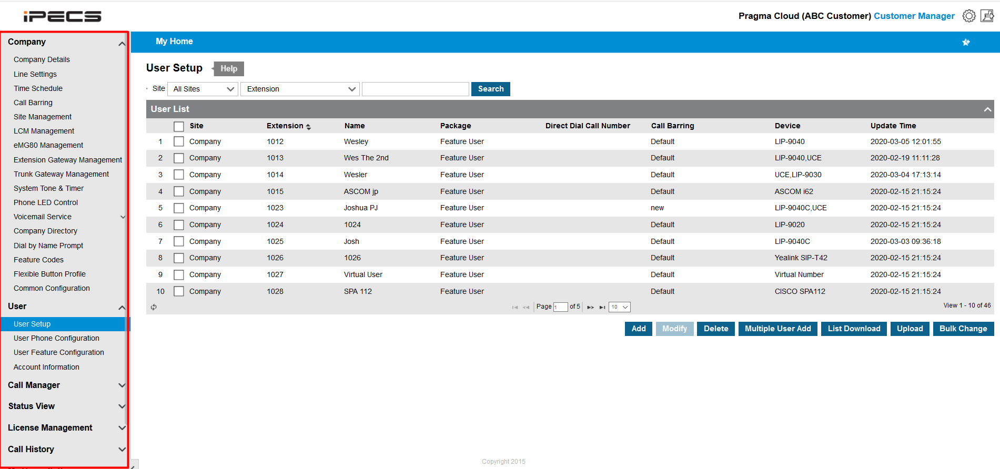 iPECS
Pragma Cloud (ABC Customer) Customer Manager
Company
Company Details
Line Settings
Time Schedule
Call Barring
Site Management
LCM Management
eMG80 Management
Extension Gateway Management
Trunk Gateway Management
System Tone & Timer
Phone LED Control
Voicemail Service
Company Directory
Dial by Name Prompt
Feature Codes
Flexible Button Profile
Common Configuration
User
User Setup
User Phone Configuration
User Feature Configuration
Account Information
Call Manager
Status View
License Management
Call History
My Home
User Setup Help
Site All Sites Extension Search
User List
Site Extension Name Package Direct Dial Call Number Call Barring Device Update Time
1 Company 1012 Wesley Feature User Default LIP-9040 2020-03-05 12:01:55
2 Company 1013 Wes The 2nd Feature User Default LIP-9040,UCE 2020-02-19 11:11:28
3 Company 1014 Wesler Feature User Default UCE,LIP-9030 2020-03-04 17:13:14
4 Company 1015 ASCOM jp Feature User Default ASCOM i62 2020-02-15 21:15:24
5 Company 1023 Joshua PJ Feature User new LIP-9040C,UCE 2020-02-15 21:15:24
6 Company 1024 1024 Feature User Default LIP-9020 2020-02-15 21:15:24
7 Company 1025 Josh Feature User Default LIP-9040C 2020-03-03 09:36:18
8 Company 1026 1026 Feature User Default Yealink SIP-T42 2020-02-15 21:15:24
9 Company 1027 Virtual User Feature User Default Virtual Number 2020-02-15 21:15:24
10 Company 1028 SPA 112 Feature User Default CISCO SPA112 2020-02-15 21:15:24
Page 1 of 5 10 View 1 - 10 of 46
Add Modify Delete Multiple User Add List Download Upload Bulk Change
Copyright 2015